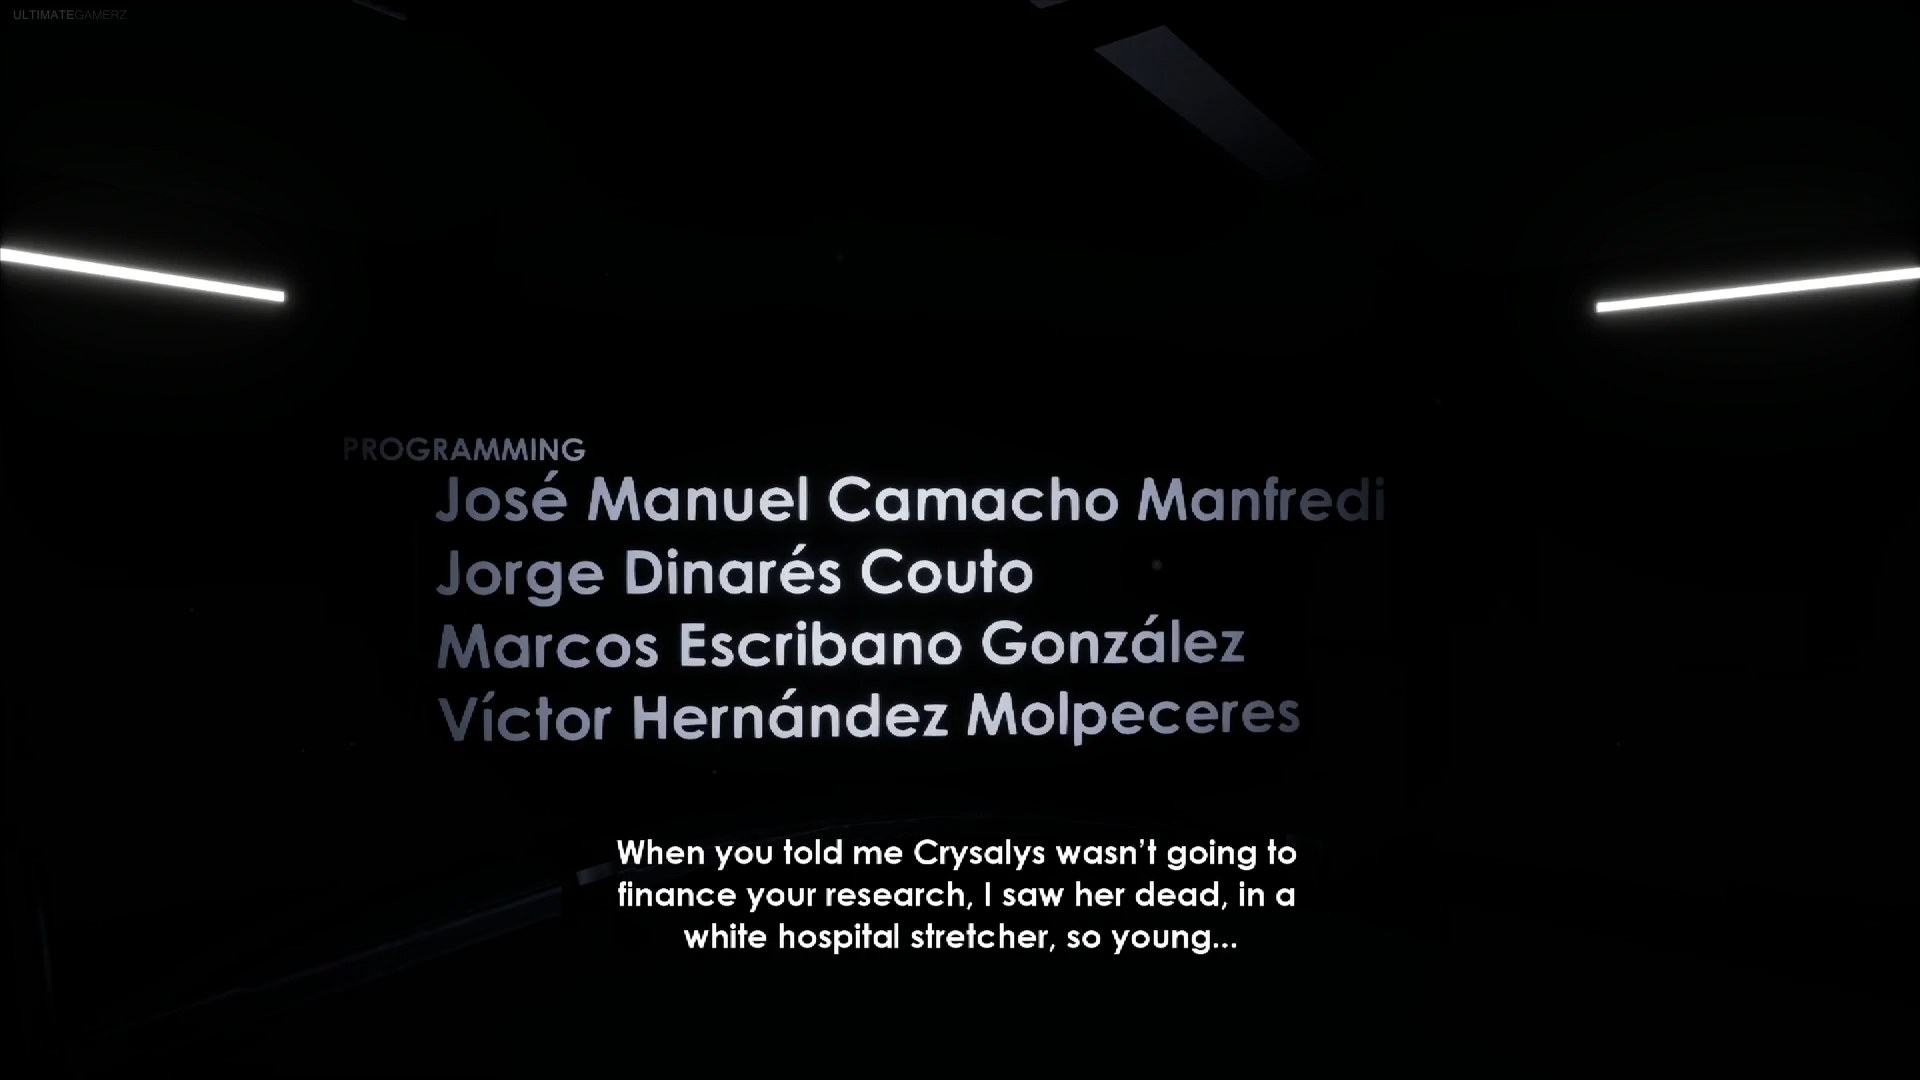 ULTIMATEGAMERZ
PROGRAMMING
José Manuel Camacho Manfredi
Jorge Dinarés Couto
Marcos Escribano González
Víctor Hernández Molpeceres
When you told me Crysalys wasn't going to
finance your research, I saw her dead, in a
white hospital stretcher, so young...